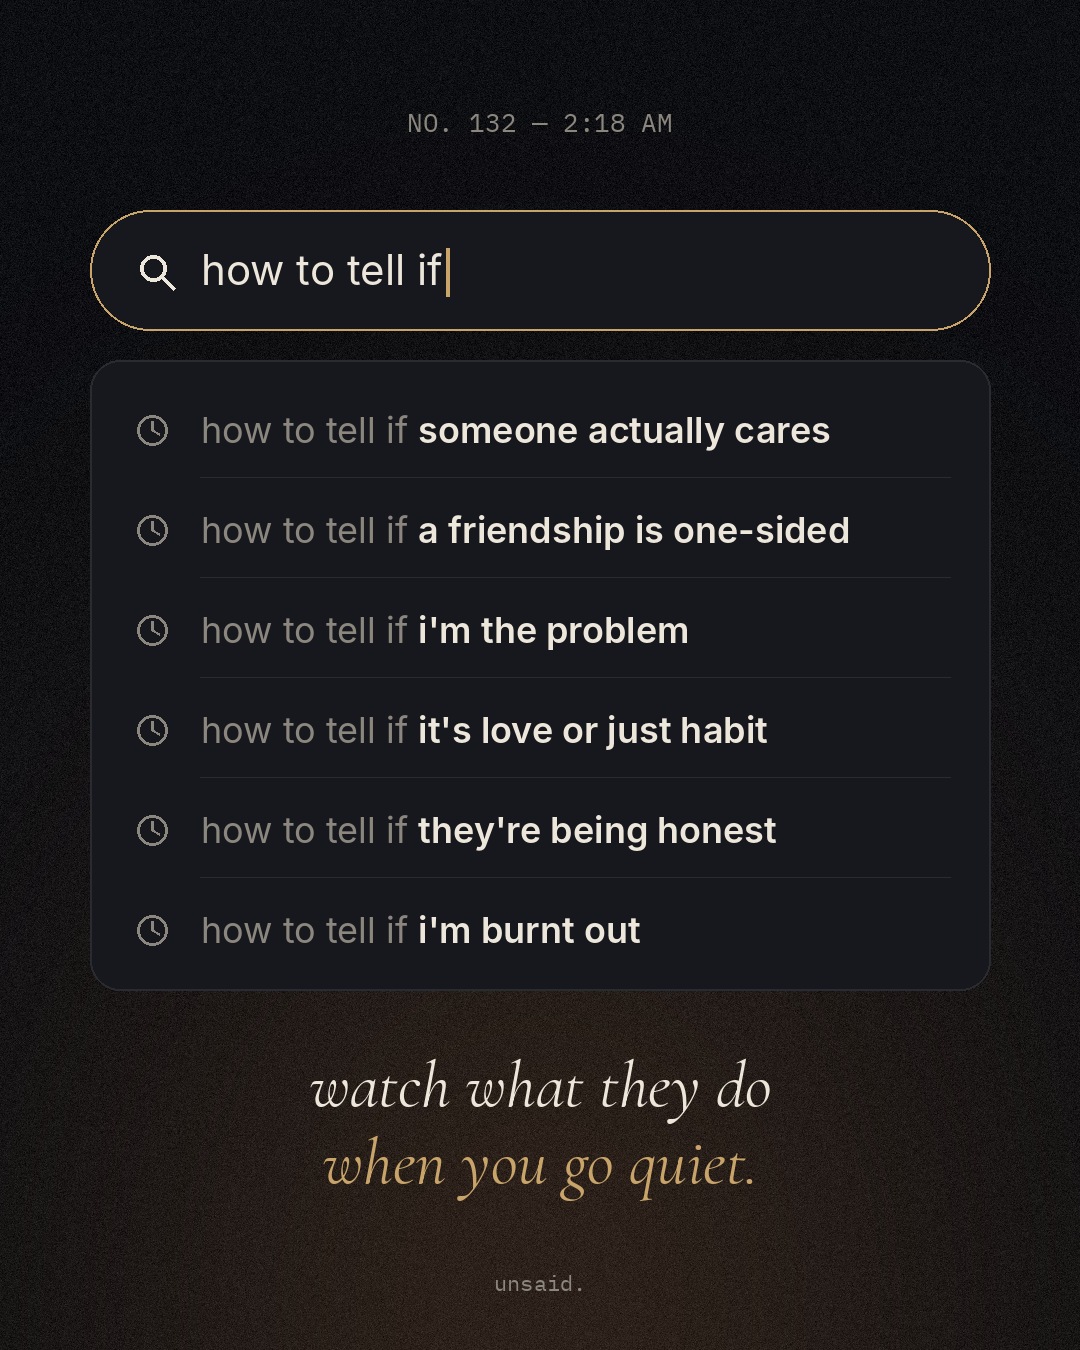 NO. 132 — 2:18 AM
how to tell if
how to tell if someone actually cares
how to tell if a friendship is one-sided
how to tell if i'm the problem
how to tell if it's love or just habit
how to tell if they're being honest
how to tell if i'm burnt out
watch what they do
when you go quiet.
unsaid.